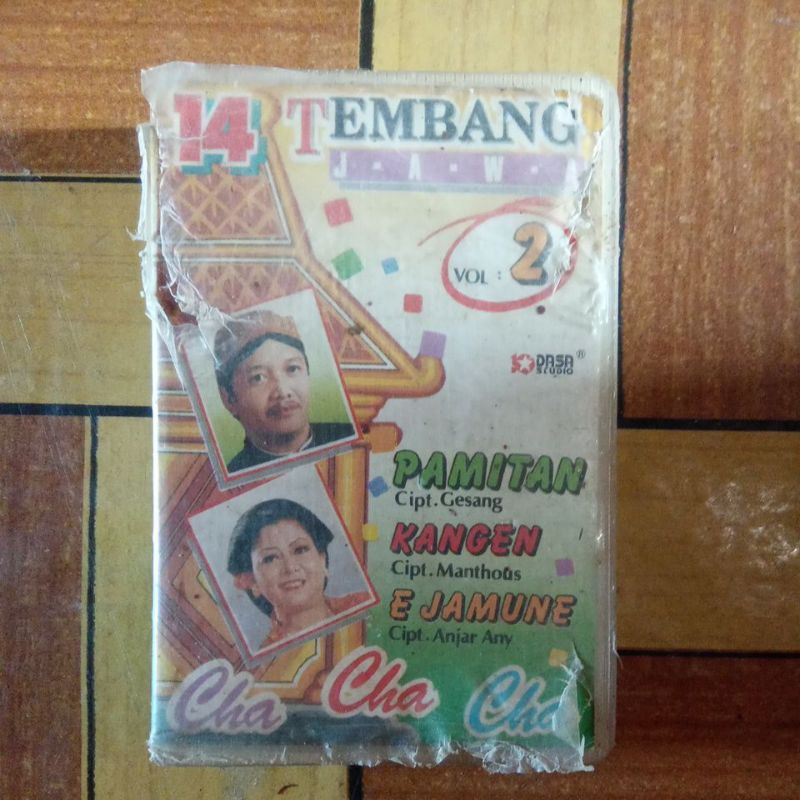 14 TEMBANG
J·A·W·A
VOL : 2
DASA ®
STUDIO
PAMITAN
Cipt. Gesang
KANGEN
Cipt. Manthous
E JAMUNE
Cipt. Anjar Any
Cha Cha Cha